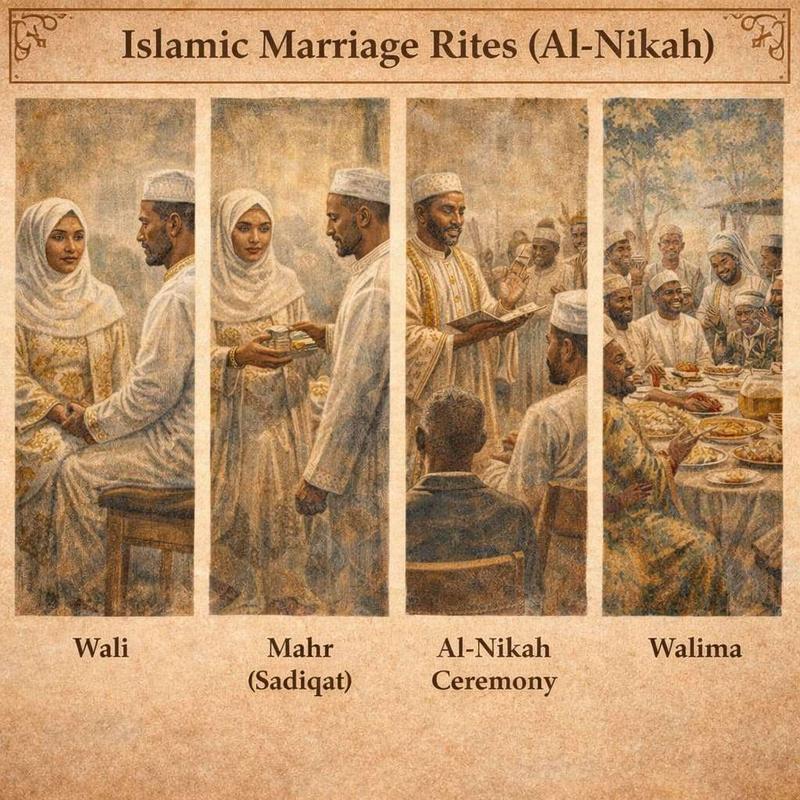 Islamic Marriage Rites (Al-Nikah)
Wali
Mahr
(Sadiqat)
Al-Nikah
Ceremony
Walima